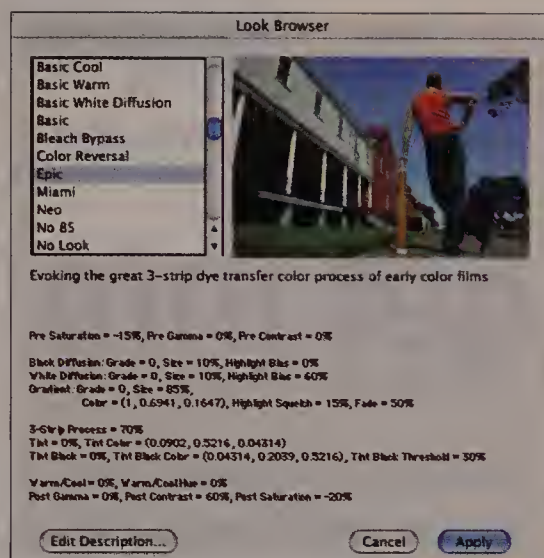 Look Browser
Basic Cool
Basic Warm
Basic White Diffusion
Basic
Bleach Bypass
Color Reversal
Epic
Miami
Neo
No 85
No Look
Evoking the great 3-strip dye transfer color process of early color films
Pre Saturation = -15%, Pre Gamma = 0%, Pre Contrast = 0%
Black Diffusion: Grade = 0, Size = 10%, Highlight Bias = 0%
White Diffusion: Grade = 0, Size = 10%, Highlight Bias = 60%
Gradient: Grade = 0, Size = 85%,
Color = (1, 0.6941, 0.1647), Highlight Squelch = 15%, Fade = 50%
3-Strip Process = 70%
Tint = 0%, Tint Color = (0.0902, 0.5216, 0.04314)
Tint Black = 0%, Tint Black Color = (0.04314, 0.2039, 0.5216), Tint Black Threshold = 30%
Warm/Cool = 0%, Warm/Cool Hue = 0%
Post Gamma = 0%, Post Contrast = 60%, Post Saturation = -20%
Edit Description...
Cancel
Apply